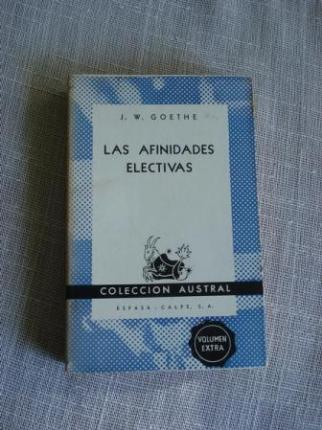 J. W. GOETHE
LAS AFINIDADES
ELECTIVAS
COLECCION AUSTRAL
ESPASA - CALPE, S. A.
VOLUMEN
EXTRA